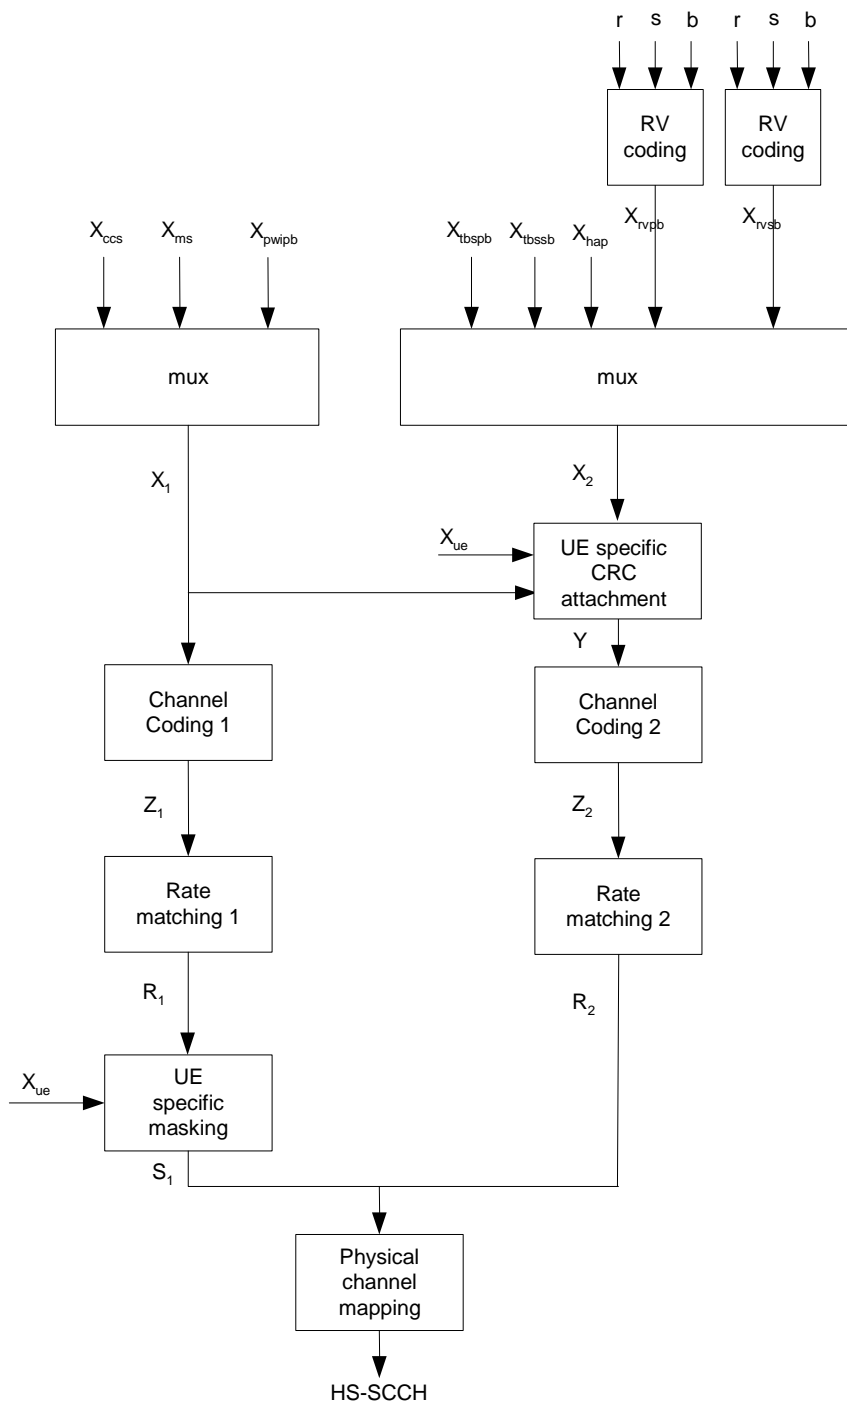 r s b r s b
RV
coding
RV
coding
X_ccs X_ms X_pwipb X_tbspb X_tbssb X_hap X_rvpb X_rvsb
mux
mux
X_1
X_2
X_ue
UE specific
CRC
attachment
Y
Channel
Coding 1
Channel
Coding 2
Z_1
Z_2
Rate
matching 1
Rate
matching 2
R_1
R_2
X_ue
UE
specific
masking
S_1
Physical
channel
mapping
HS-SCCH